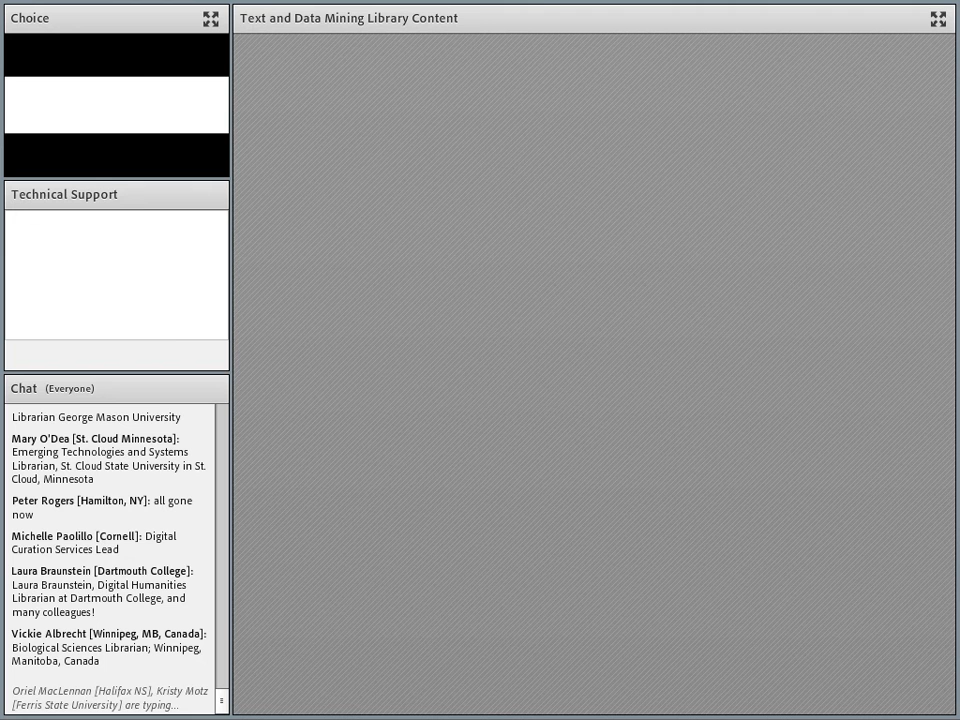 Choice
Text and Data Mining Library Content
Technical Support
Chat (Everyone)
Librarian George Mason University
Mary O'Dea [St. Cloud Minnesota]:
Emerging Technologies and Systems
Librarian, St. Cloud State University in St.
Cloud, Minnesota
Peter Rogers [Hamilton, NY]: all gone
now
Michelle Paolillo [Cornell]: Digital
Curation Services Lead
Laura Braunstein [Dartmouth College]:
Laura Braunstein, Digital Humanities
Librarian at Dartmouth College, and
many colleagues!
Vickie Albrecht [Winnipeg, MB, Canada]:
Biological Sciences Librarian; Winnipeg,
Manitoba, Canada
Oriel MacLennan [Halifax NS], Kristy Motz
[Ferris State University] are typing...